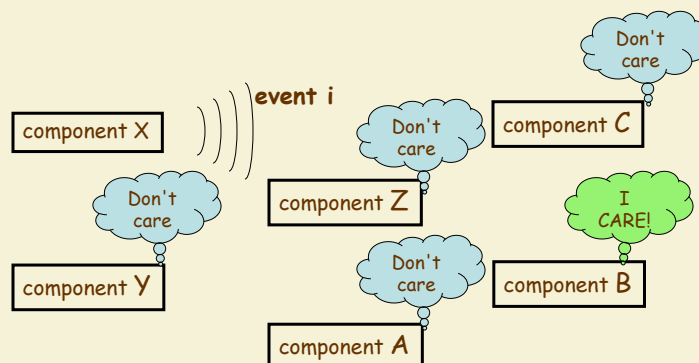 Don't
care
event i
component X
component C
Don't
care
component Z
Don't
care
I
CARE!
component Y
Don't
care
component B
component A